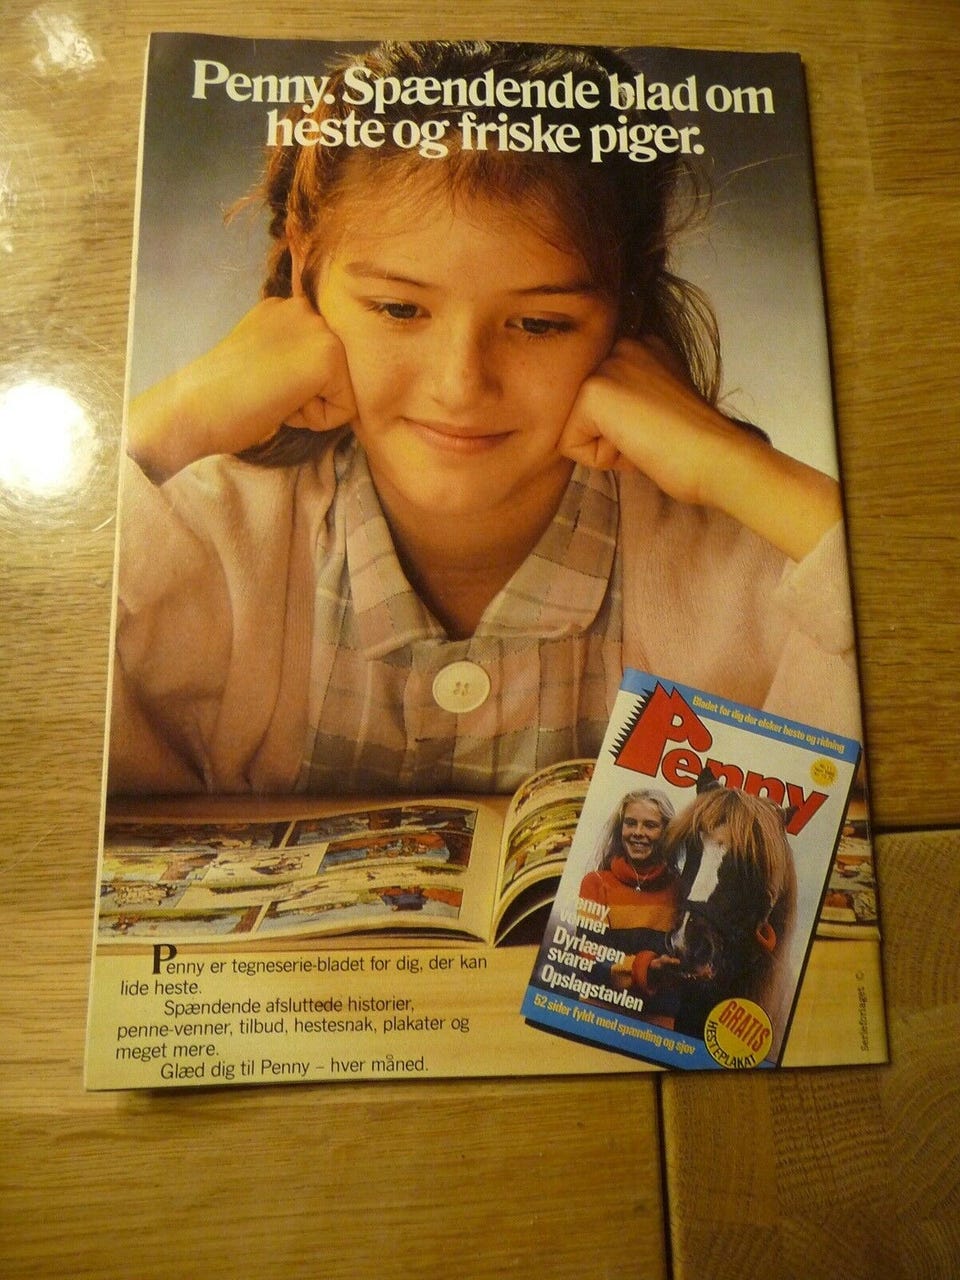 Penny. Spændende blad om
heste og friske piger.
Bladet for dig der elsker heste og ridning
Penny
Penny
venner
Dyrlægen
svarer
Opslagstavlen
52 sider fyldt med spænding og sjov
GRATIS
HESTEPLAKAT
Penny er tegneserie-bladet for dig, der kan
lide heste.
Spændende afsluttede historier,
penne-venner, tilbud, hestesnak, plakater og
meget mere.
Glæd dig til Penny – hver måned.
Serieforlaget ©